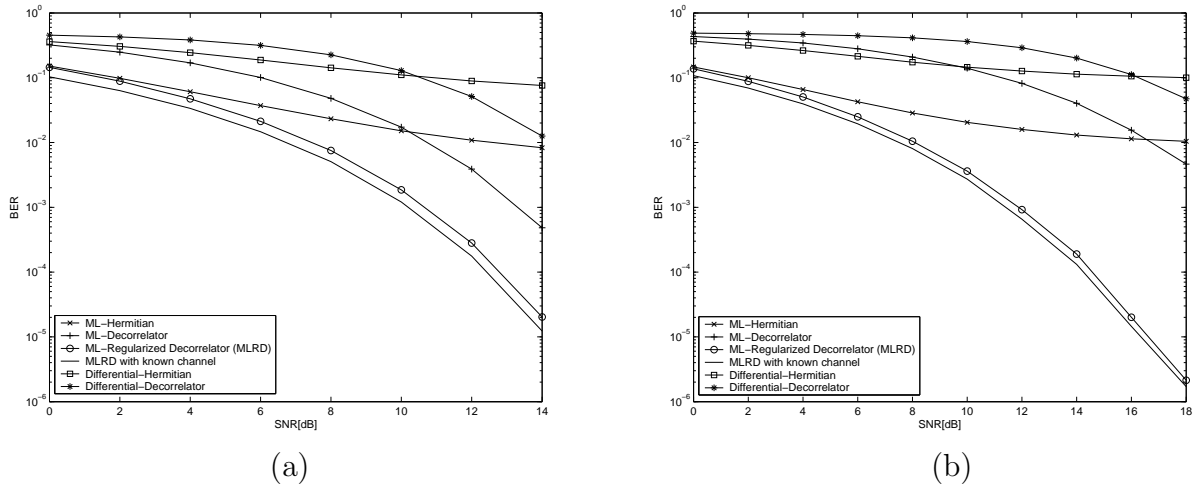 10^0
10^-1
10^-2
10^-3
10^-4
10^-5
10^-6
BER
0 2 4 6 8 10 12 14
SNR[dB]
ML-Hermitian
ML-Decorrelator
ML-Regularized Decorrelator (MLRD)
MLRD with known channel
Differential-Hermitian
Differential-Decorrelator
(a)
10^0
10^-1
10^-2
10^-3
10^-4
10^-5
10^-6
BER
0 2 4 6 8 10 12 14 16 18
SNR[dB]
ML-Hermitian
ML-Decorrelator
ML-Regularized Decorrelator (MLRD)
MLRD with known channel
Differential-Hermitian
Differential-Decorrelator
(b)